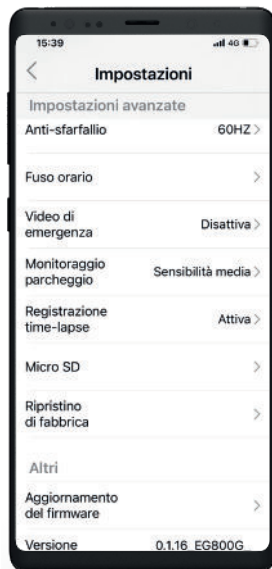 15:39
4G
Impostazioni
Impostazioni avanzate
Anti-sfarfallio 60HZ
Fuso orario
Video di
emergenza Disattiva
Monitoraggio
parcheggio Sensibilità media
Registrazione
time-lapse Attiva
Micro SD
Ripristino
di fabbrica
Altri
Aggiornamento
del firmware
Versione 0.1.16_EG800G_